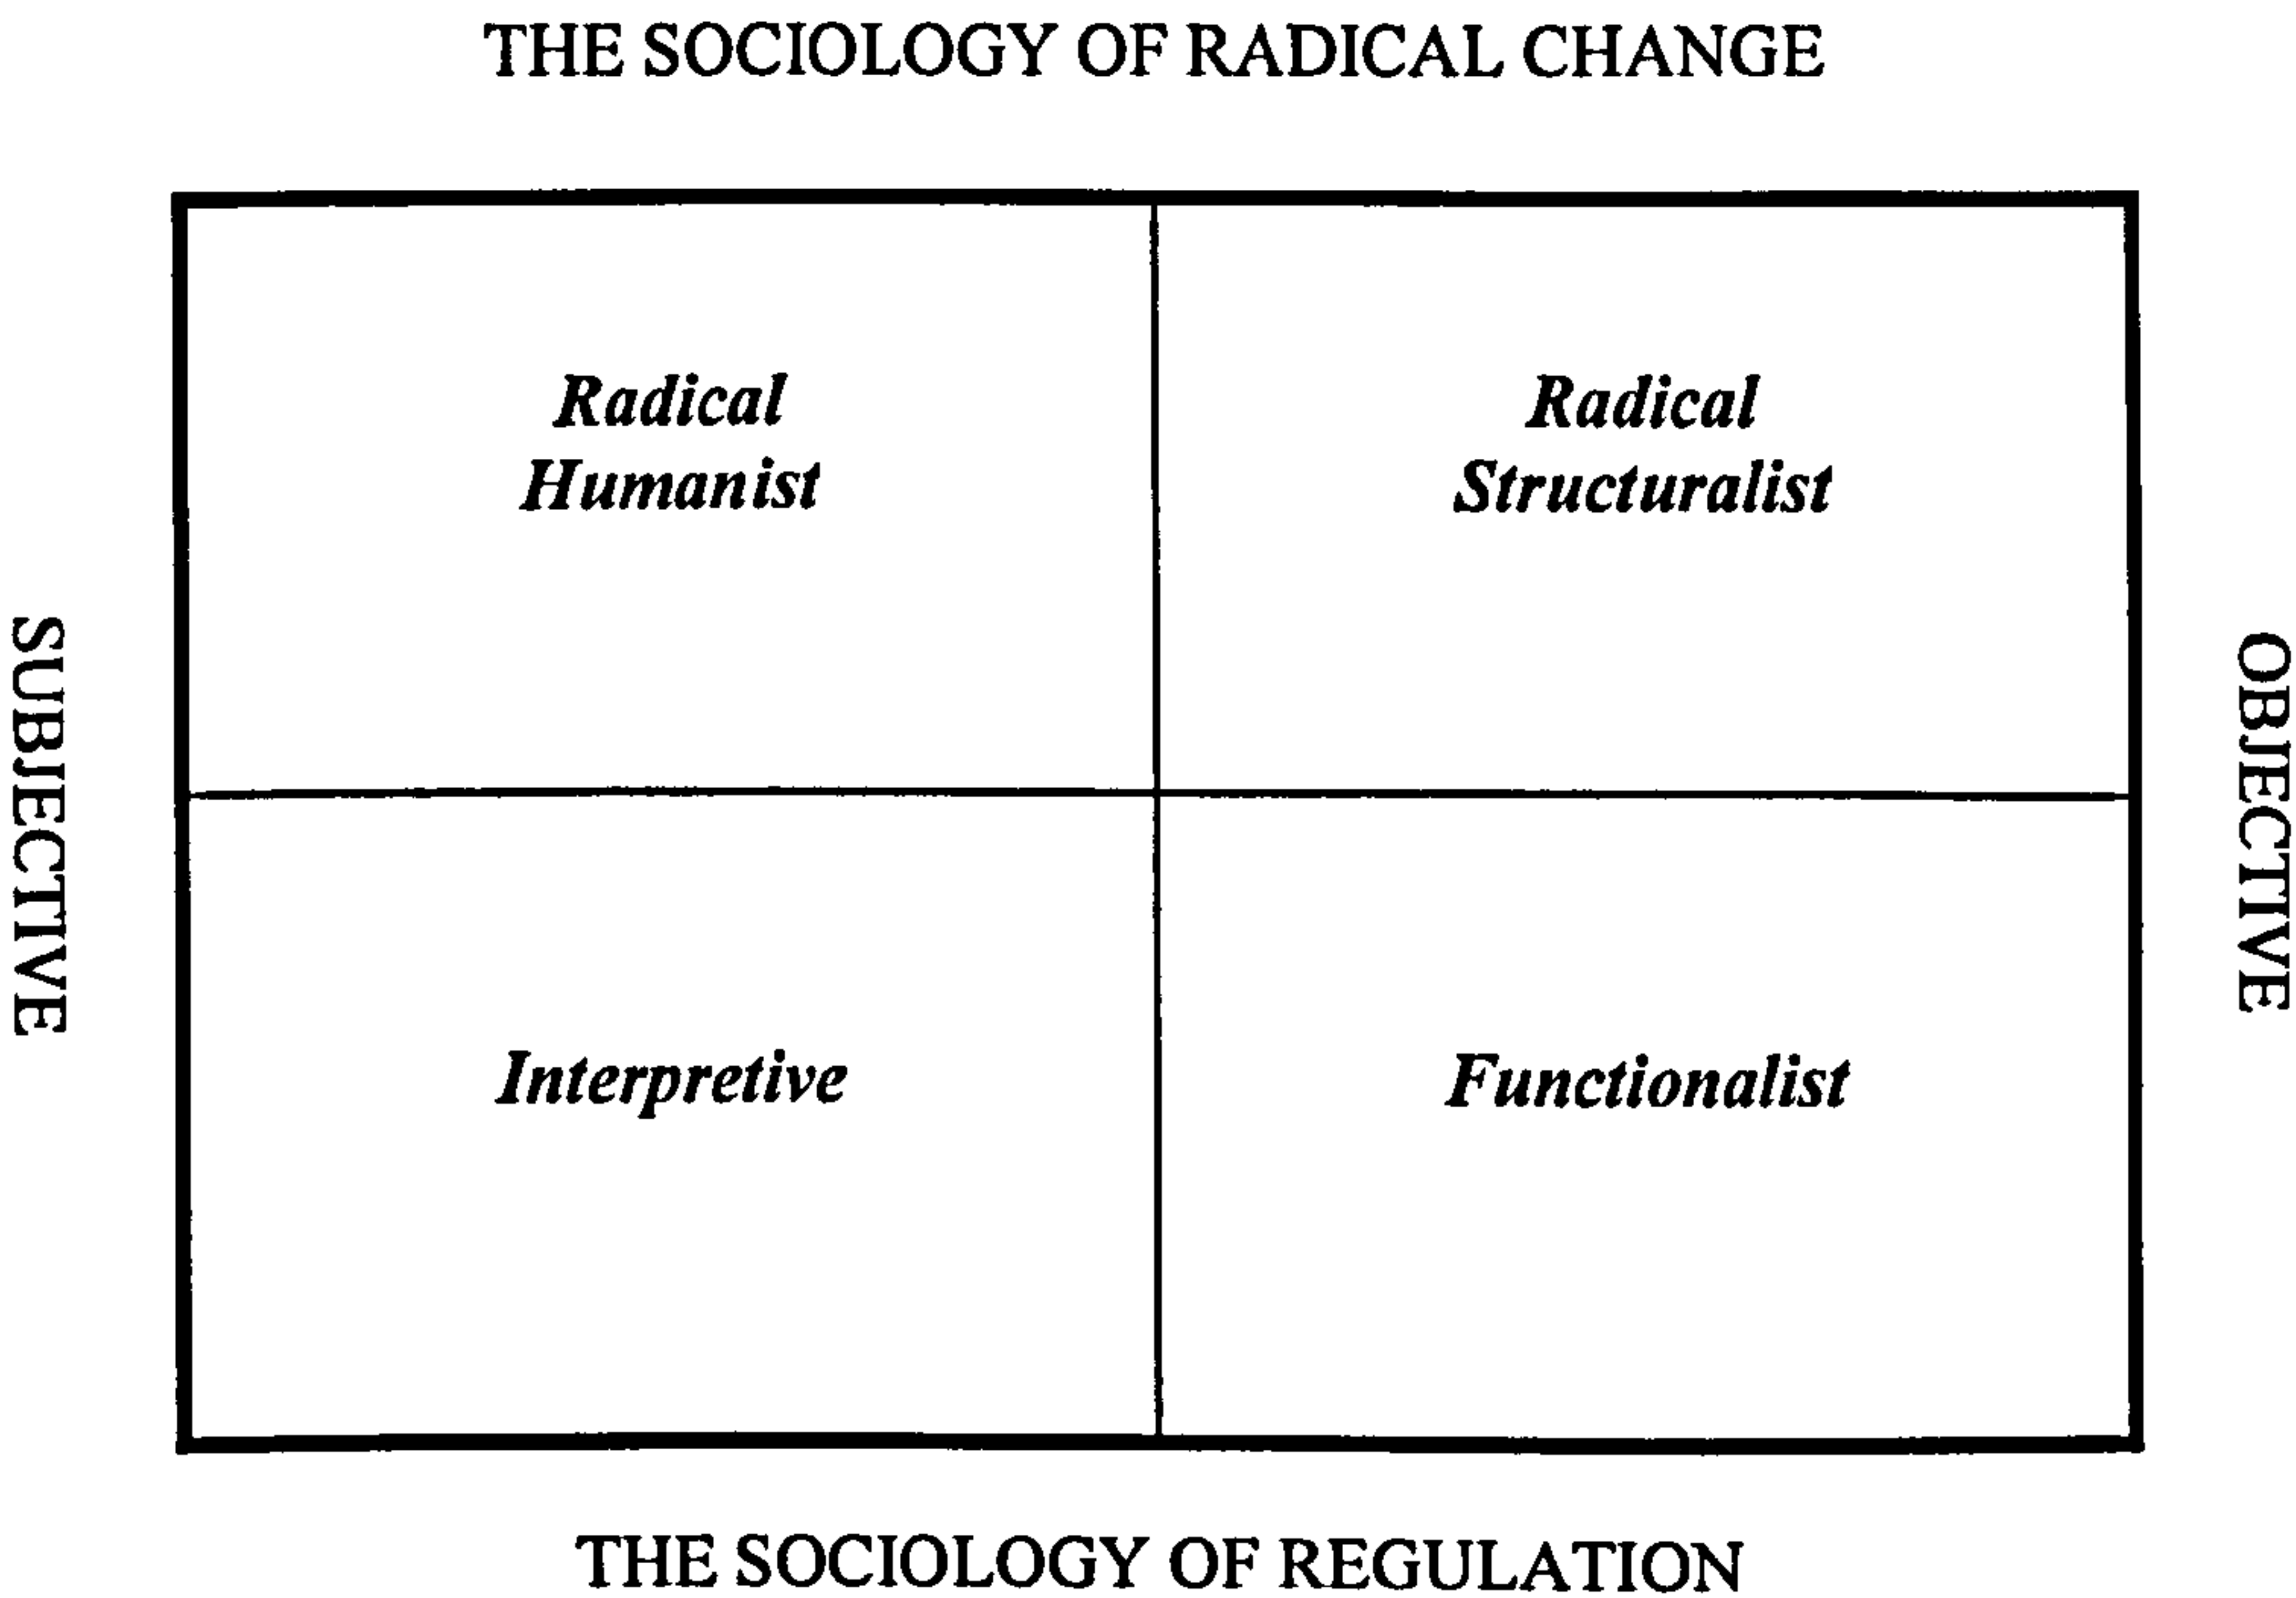 THE SOCIOLOGY OF RADICAL CHANGE
Radical
Humanist
Radical
Structuralist
SUBJECTIVE
OBJECTIVE
Interpretive
Functionalist
THE SOCIOLOGY OF REGULATION